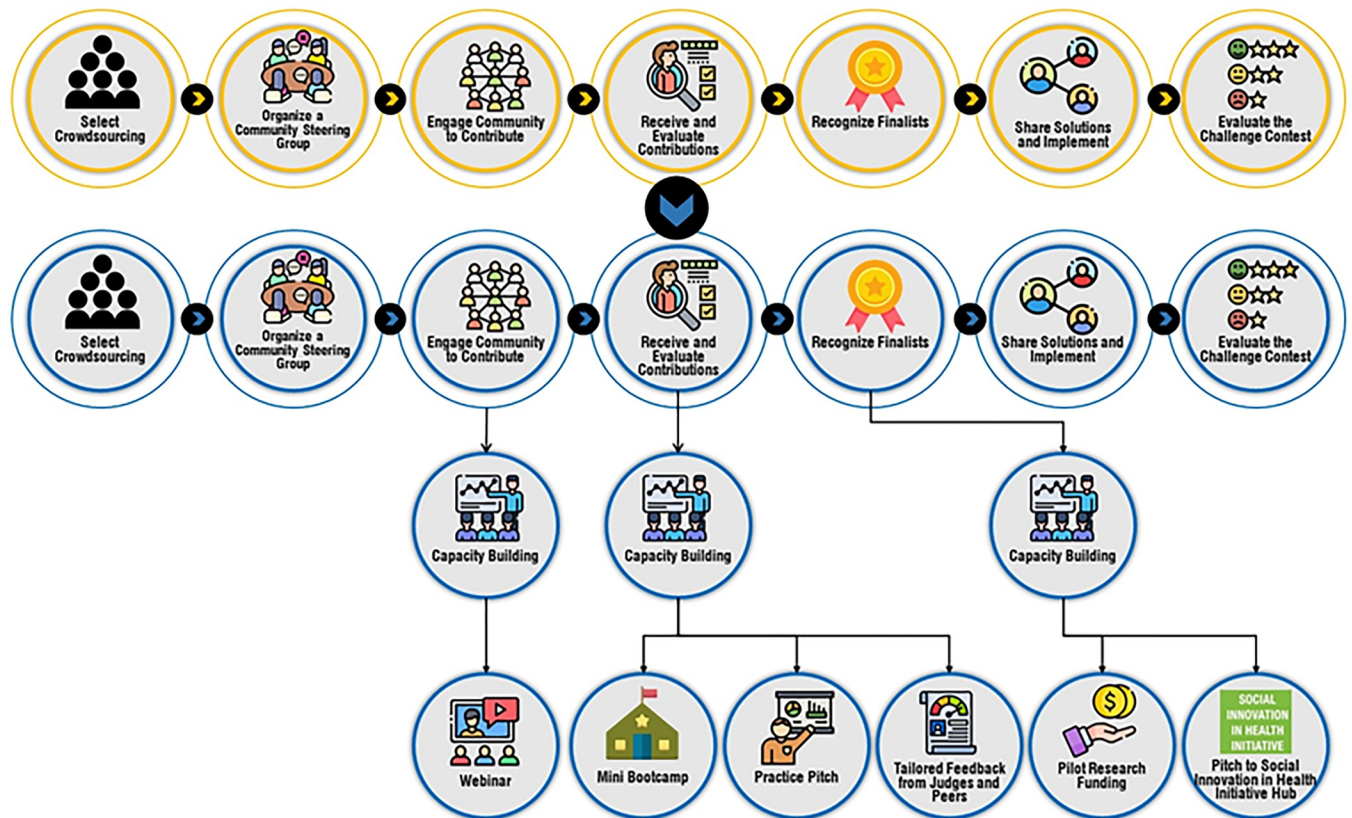 Select
Crowdsourcing
Organize a
Community Steering
Group
Engage Community
to Contribute
Receive and
Evaluate
Contributions
Recognize Finalists
Share Solutions
and Implement
Evaluate the
Challenge Contest
Select
Crowdsourcing
Organize a
Community Steering
Group
Engage Community
to Contribute
Receive and
Evaluate
Contributions
Recognize Finalists
Share Solutions and
Implement
Evaluate the
Challenge Contest
Capacity Building
Capacity Building
Capacity Building
Webinar
Mini Bootcamp
Practice Pitch
Tailored Feedback
from Judges and
Peers
$
Pilot Research
Funding
SOCIAL
INNOVATION
IN HEALTH
INITIATIVE
Pitch to Social
Innovation in Health
Initiative Hub